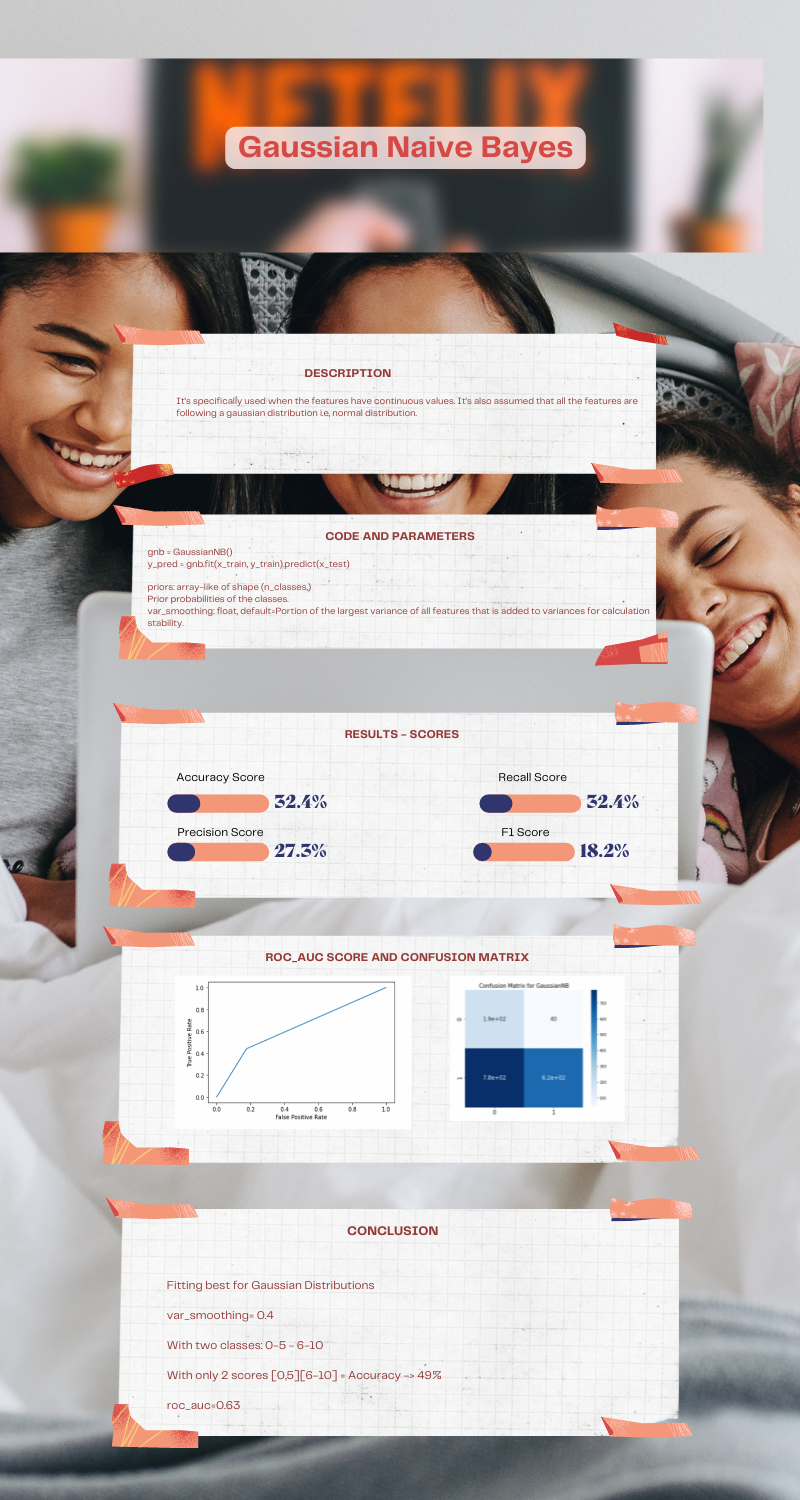 NETFLIX
Gaussian Naive Bayes
DESCRIPTION
It's specifically used when the features have continuous values. It's also assumed that all the features are
following a gaussian distribution i.e, normal distribution.
CODE AND PARAMETERS
gnb = GaussianNB()
y_pred = gnb.fit(x_train, y_train).predict(x_test)
priors: array-like of shape (n_classes,)
Prior probabilities of the classes.
var_smoothing: float, default=Portion of the largest variance of all features that is added to variances for calculation
stability.
RESULTS - SCORES
Accuracy Score
32.4%
Recall Score
32.4%
Precision Score
27.3%
F1 Score
18.2%
ROC_AUC SCORE AND CONFUSION MATRIX
1.0
0.8
0.6
0.4
0.2
0.0
True Positive Rate
0.0 0.2 0.4 0.6 0.8 1.0
False Positive Rate
Confusion Matrix for GaussianNB
0
1.9e+02 40
1
7.8e+02 6.2e+02
0 1
700
600
500
400
300
200
100
CONCLUSION
Fitting best for Gaussian Distributions
var_smoothing= 0.4
With two classes: 0-5 - 6-10
With only 2 scores [0,5][6-10] = Accuracy -> 49%
roc_auc=0.63